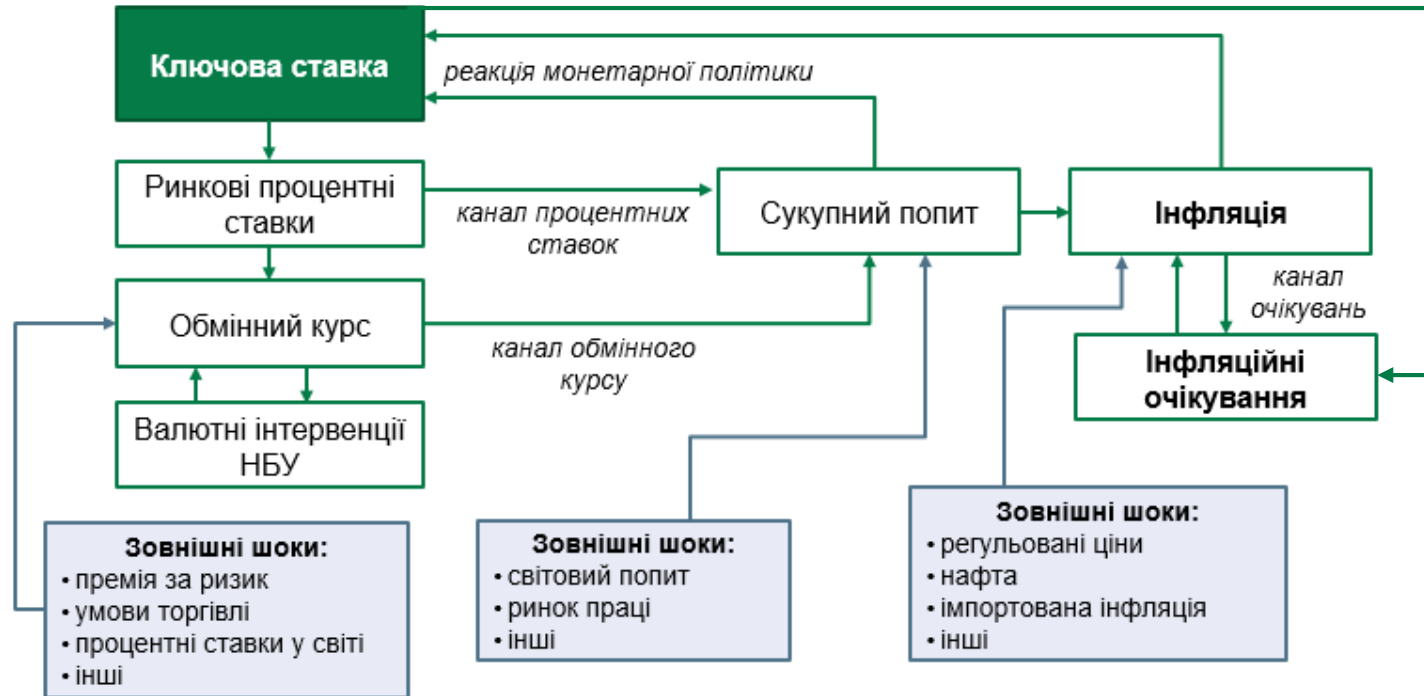 Ключова ставка
реакція монетарної політики
Ринкові процентні
ставки
канал процентних
ставок
Сукупний попит
Інфляція
канал
очікувань
Обмінний курс
канал обмінного
курсу
Інфляційні
очікування
Валютні інтервенції
НБУ
Зовнішні шоки:
• премія за ризик
• умови торгівлі
• процентні ставки у світі
• інші
Зовнішні шоки:
• світовий попит
• ринок праці
• інші
Зовнішні шоки:
• регульовані ціни
• нафта
• імпортована інфляція
• інші